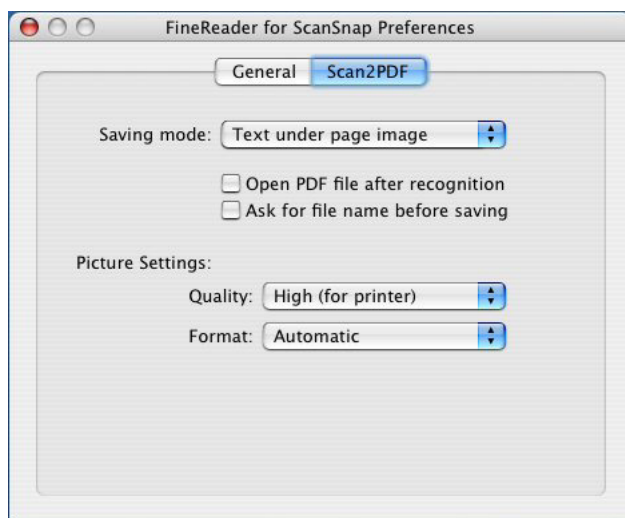 FineReader for ScanSnap Preferences
General Scan2PDF
Saving mode: Text under page image
Open PDF file after recognition
Ask for file name before saving
Picture Settings:
Quality: High (for printer)
Format: Automatic